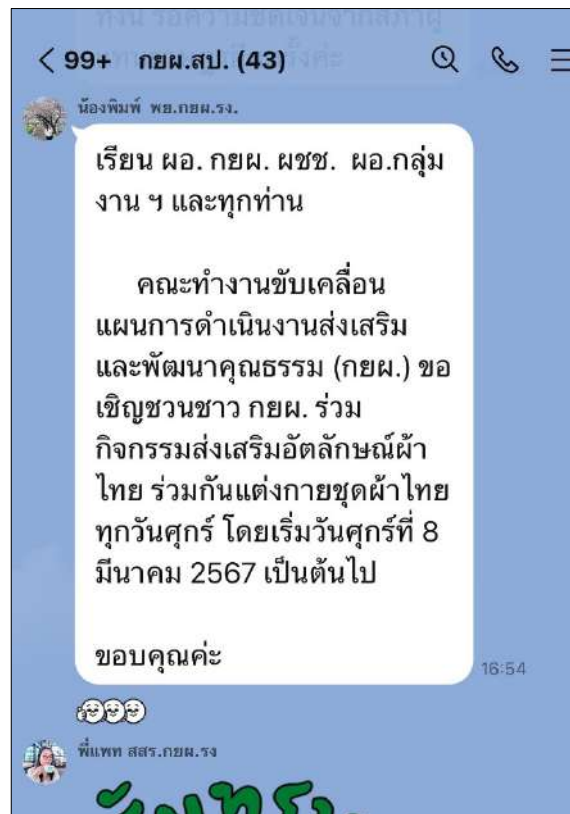 99+ กยผ.สป. (43)
น้องพิมพ์ พย.กยผ.รง.
เรียน ผอ. กยผ. ผชช. ผอ.กลุ่ม
งาน ฯ และทุกท่าน
คณะทำงานขับเคลื่อน
แผนการดำเนินงานส่งเสริม
และพัฒนาคุณธรรม (กยผ.) ขอ
เชิญชวนชาว กยผ. ร่วม
กิจกรรมส่งเสริมอัตลักษณ์ผ้า
ไทย ร่วมกันแต่งกายชุดผ้าไทย
ทุกวันศุกร์ โดยเริ่มวันศุกร์ที่ 8
มีนาคม 2567 เป็นต้นไป
ขอบคุณค่ะ
16:54
พี่แพท สสร.กยผ.รง